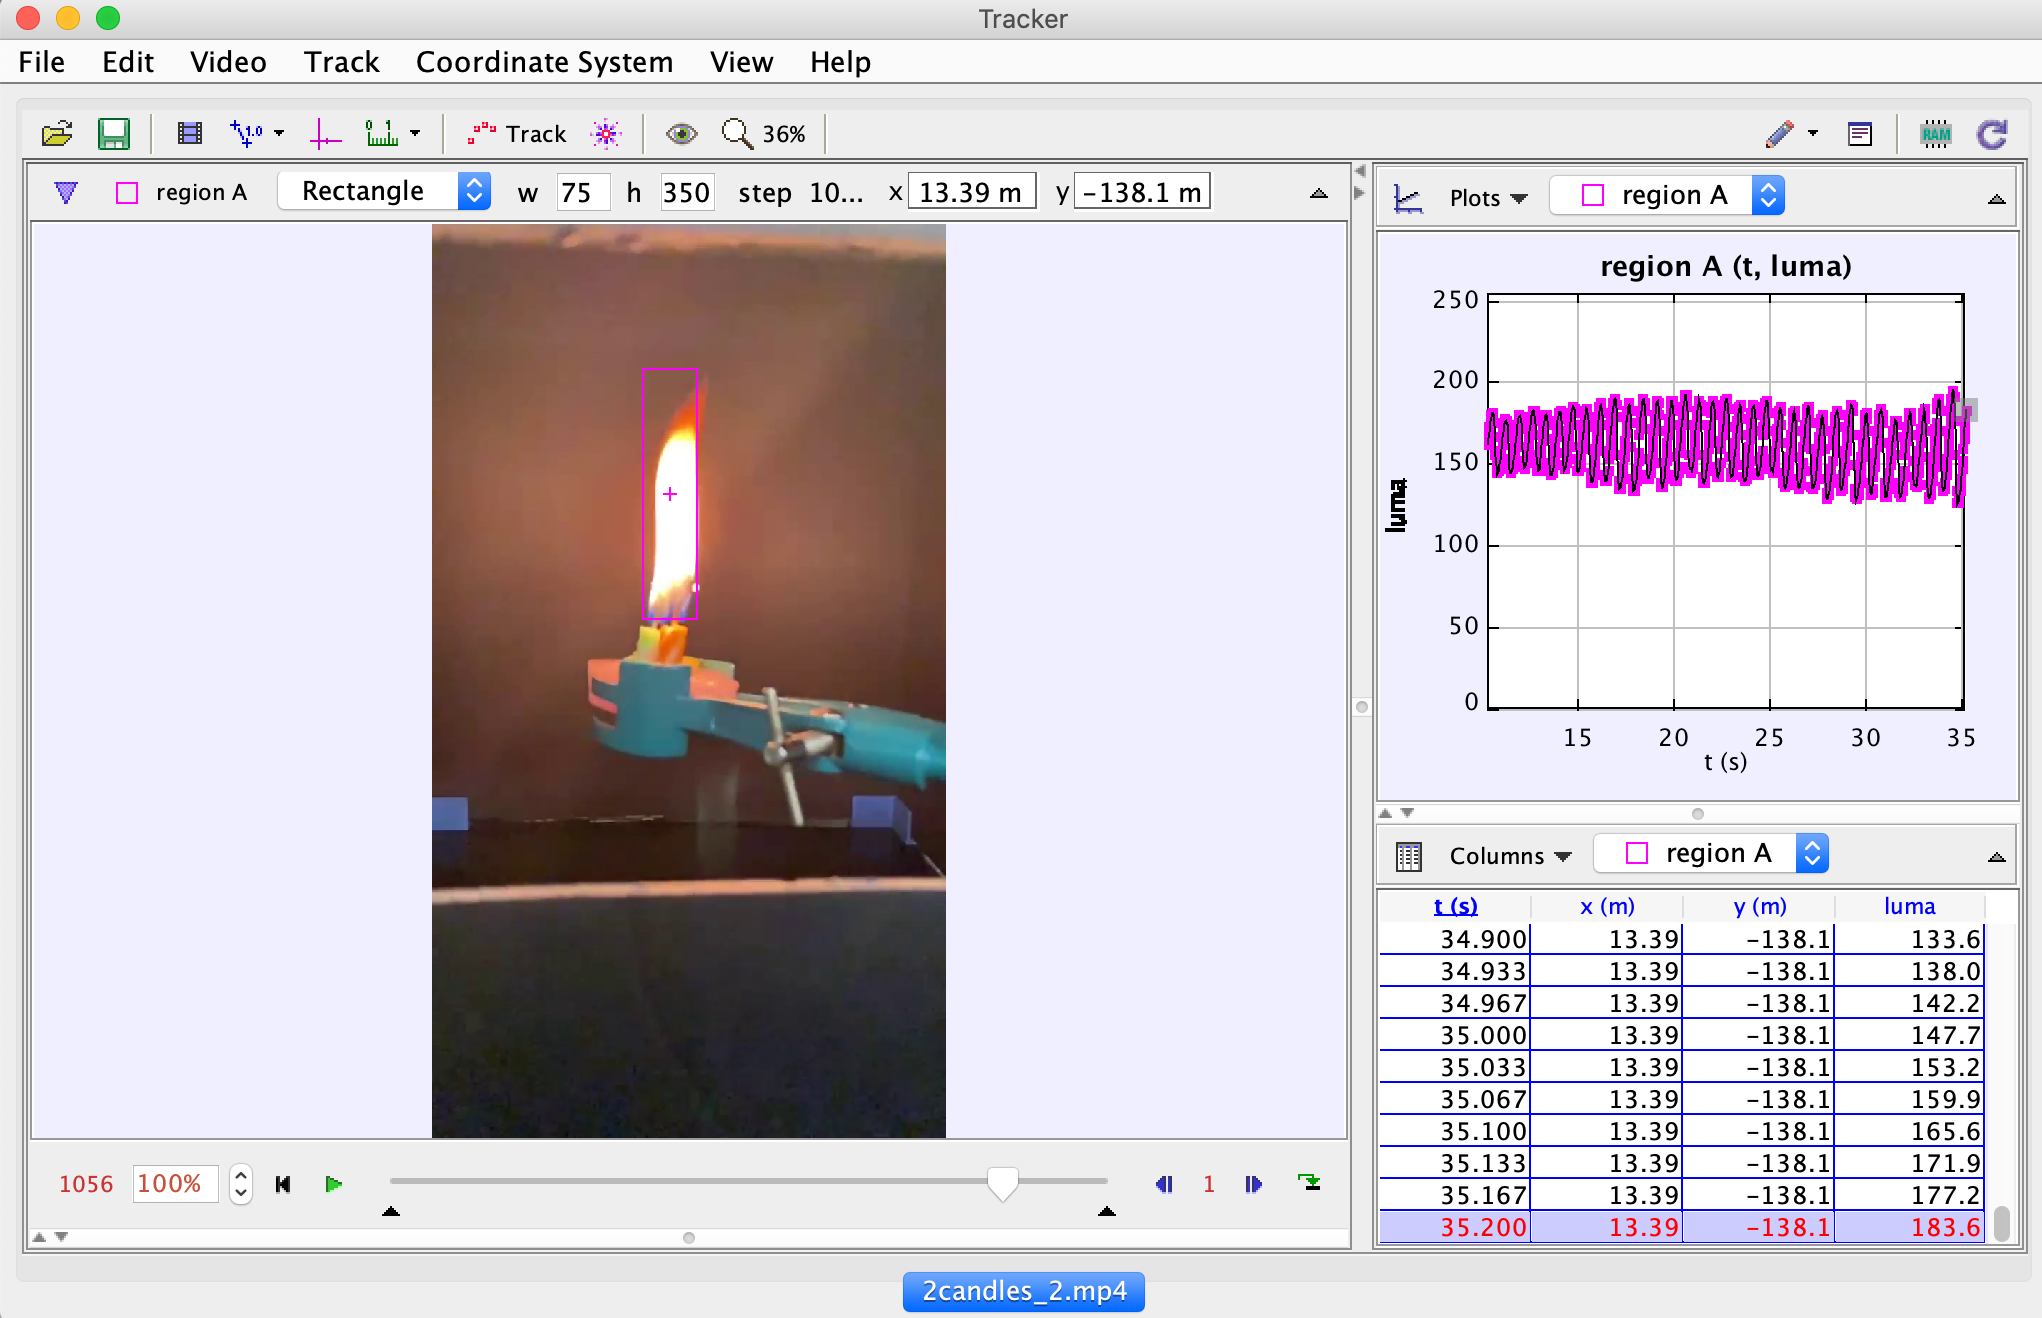 Tracker
File Edit Video Track Coordinate System View Help
1.0 0 1 Track 36% RAM
region A Rectangle w 75 h 350 step 10... x 13.39 m y -138.1 m
Plots region A
region A (t, luma)
250
200
150
100
50
0
luma
15 20 25 30 35
t (s)
Columns region A
t (s) x (m) y (m) luma
34.900 13.39 -138.1 133.6
34.933 13.39 -138.1 138.0
34.967 13.39 -138.1 142.2
35.000 13.39 -138.1 147.7
35.033 13.39 -138.1 153.2
35.067 13.39 -138.1 159.9
35.100 13.39 -138.1 165.6
35.133 13.39 -138.1 171.9
35.167 13.39 -138.1 177.2
35.200 13.39 -138.1 183.6
1056 100% 1
2candles_2.mp4